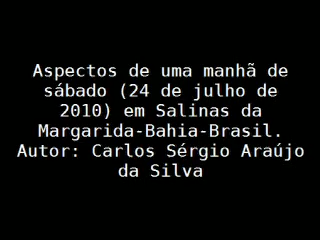 Aspectos de uma manhã de
sábado (24 de julho de
2010) em Salinas da
Margarida-Bahia-Brasil.
Autor: Carlos Sérgio Araújo
da Silva